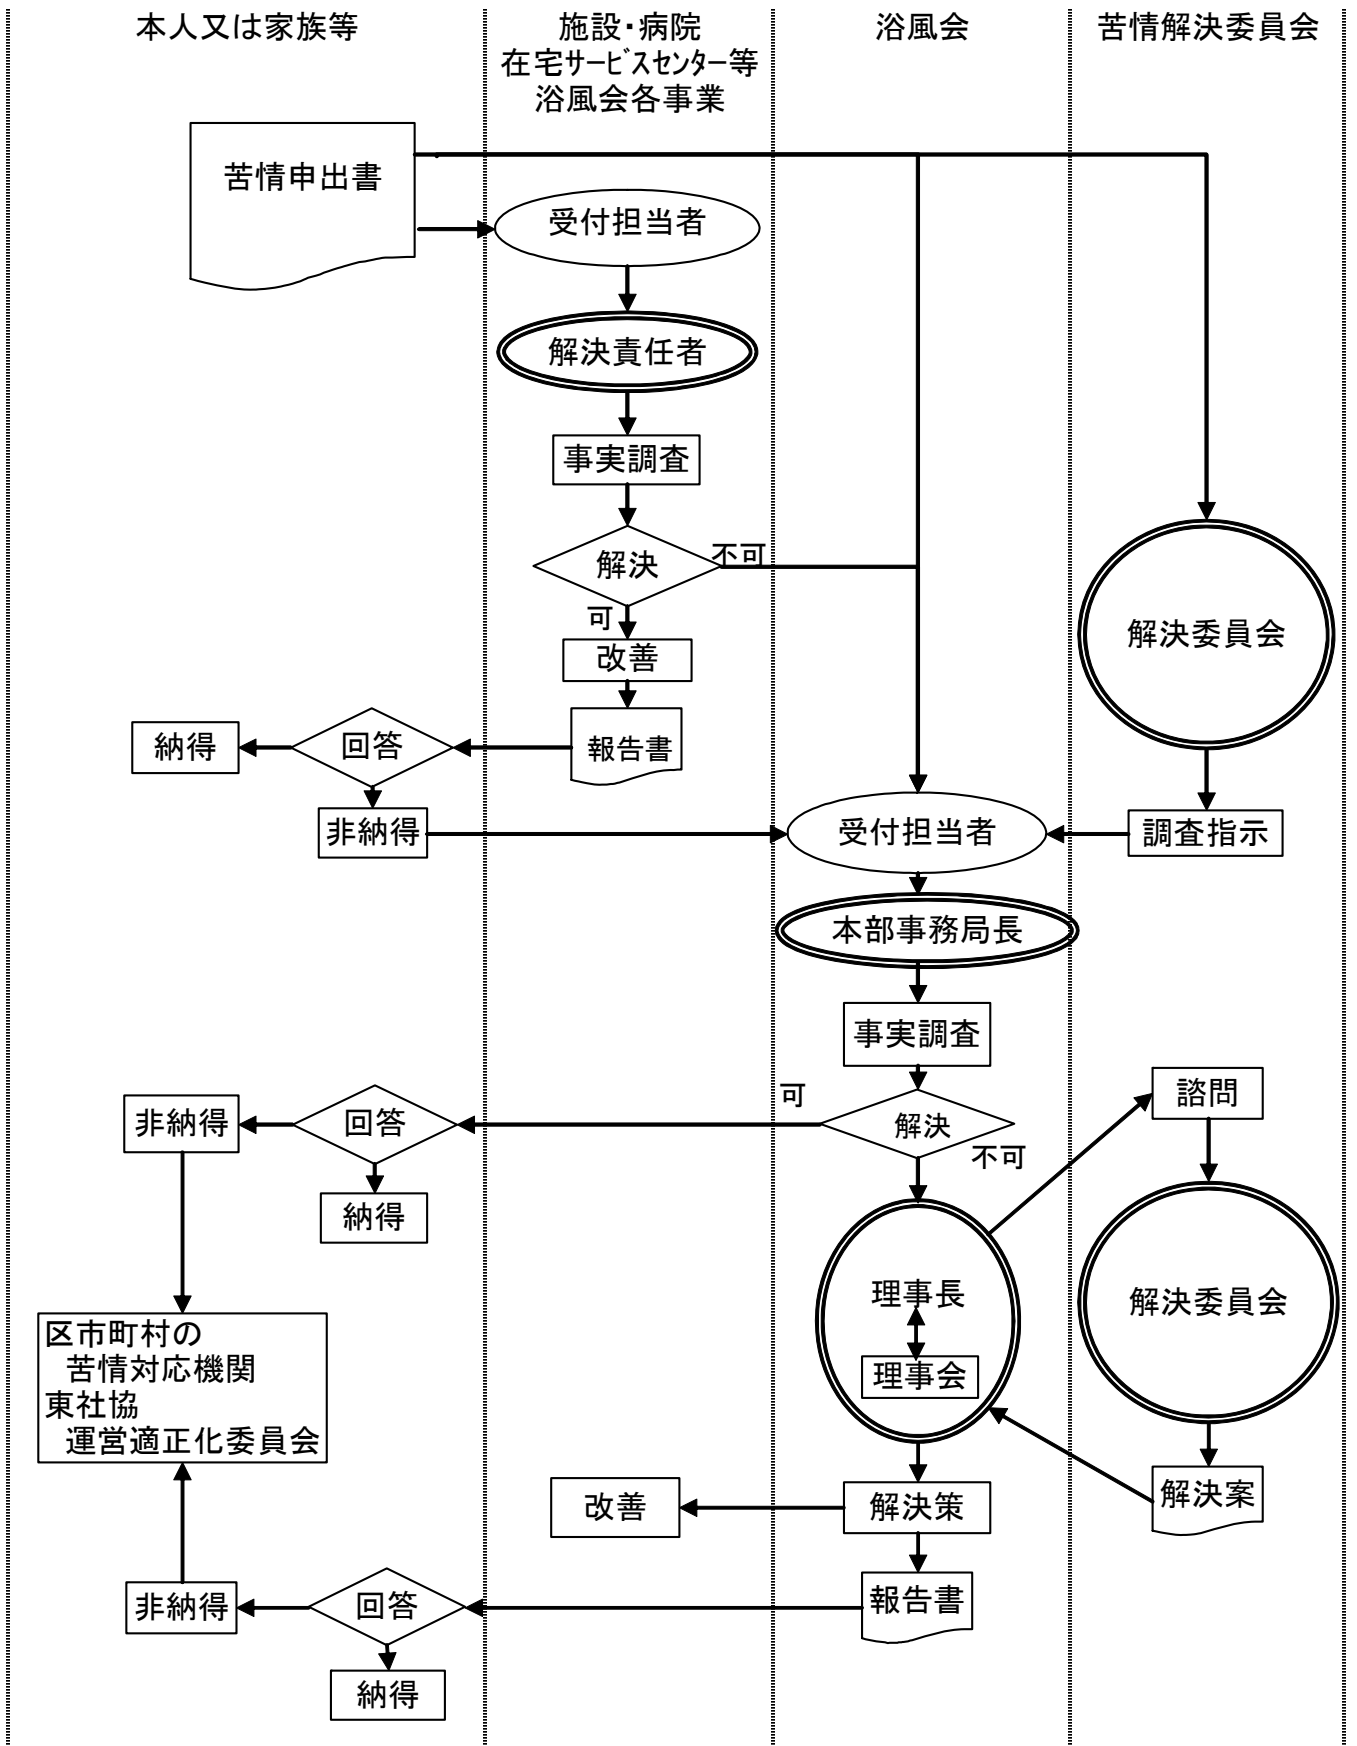 本人又は家族等
施設・病院
在宅サービスセンター等
浴風会各事業
浴風会
苦情解決委員会
苦情申出書
受付担当者
解決責任者
事実調査
解決
不可
可
改善
報告書
回答
納得
非納得
解決委員会
調査指示
受付担当者
本部事務局長
事実調査
解決
可
不可
回答
非納得
納得
諮問
解決委員会
理事長
理事会
解決案
区市町村の
苦情対応機関
東社協
運営適正化委員会
解決策
改善
報告書
回答
非納得
納得